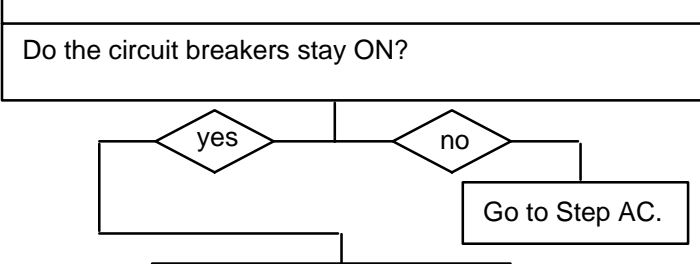 Do the circuit breakers stay ON?
yes
no
Go to Step AC.